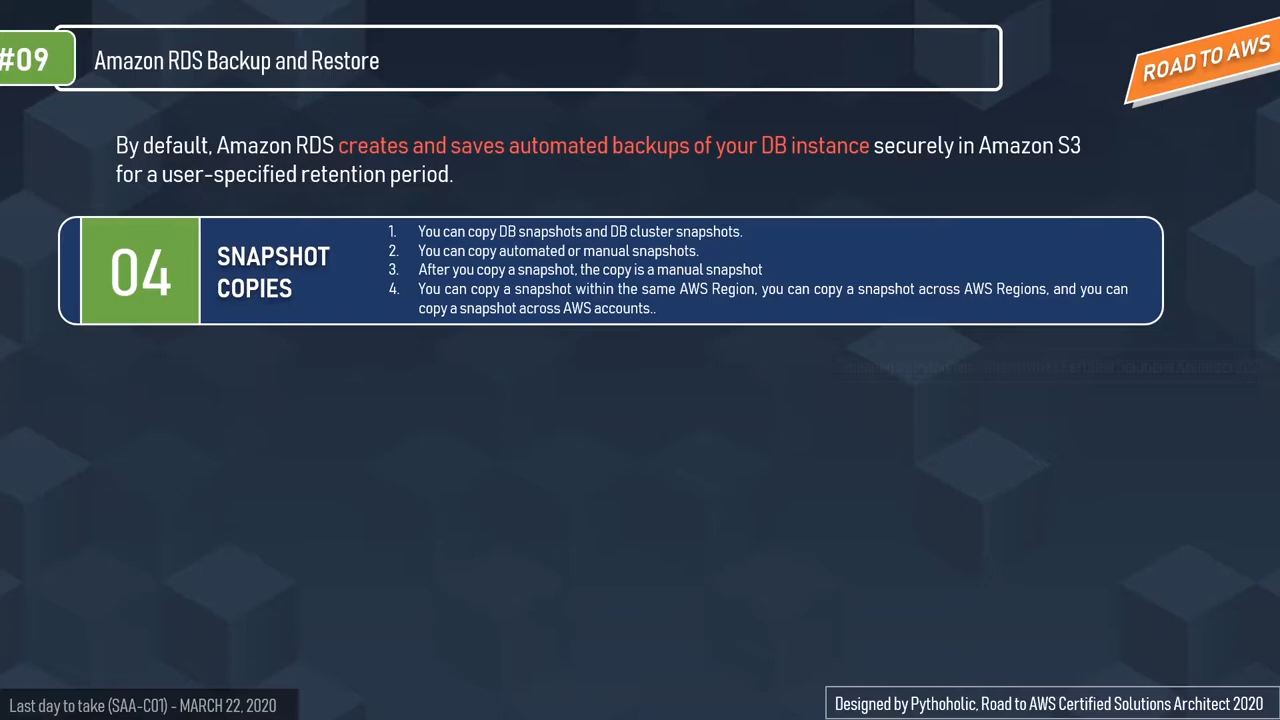 #09
Amazon RDS Backup and Restore
ROAD TO AWS
By default, Amazon RDS creates and saves automated backups of your DB instance securely in Amazon S3
for a user-specified retention period.
04
SNAPSHOT
COPIES
1. You can copy DB snapshots and DB cluster snapshots.
2. You can copy automated or manual snapshots.
3. After you copy a snapshot, the copy is a manual snapshot
4. You can copy a snapshot within the same AWS Region, you can copy a snapshot across AWS Regions, and you can
copy a snapshot across AWS accounts..
Last day to take (SAA-C01) - MARCH 22, 2020
Designed by Pythoholic, Road to AWS Certified Solutions Architect 2020